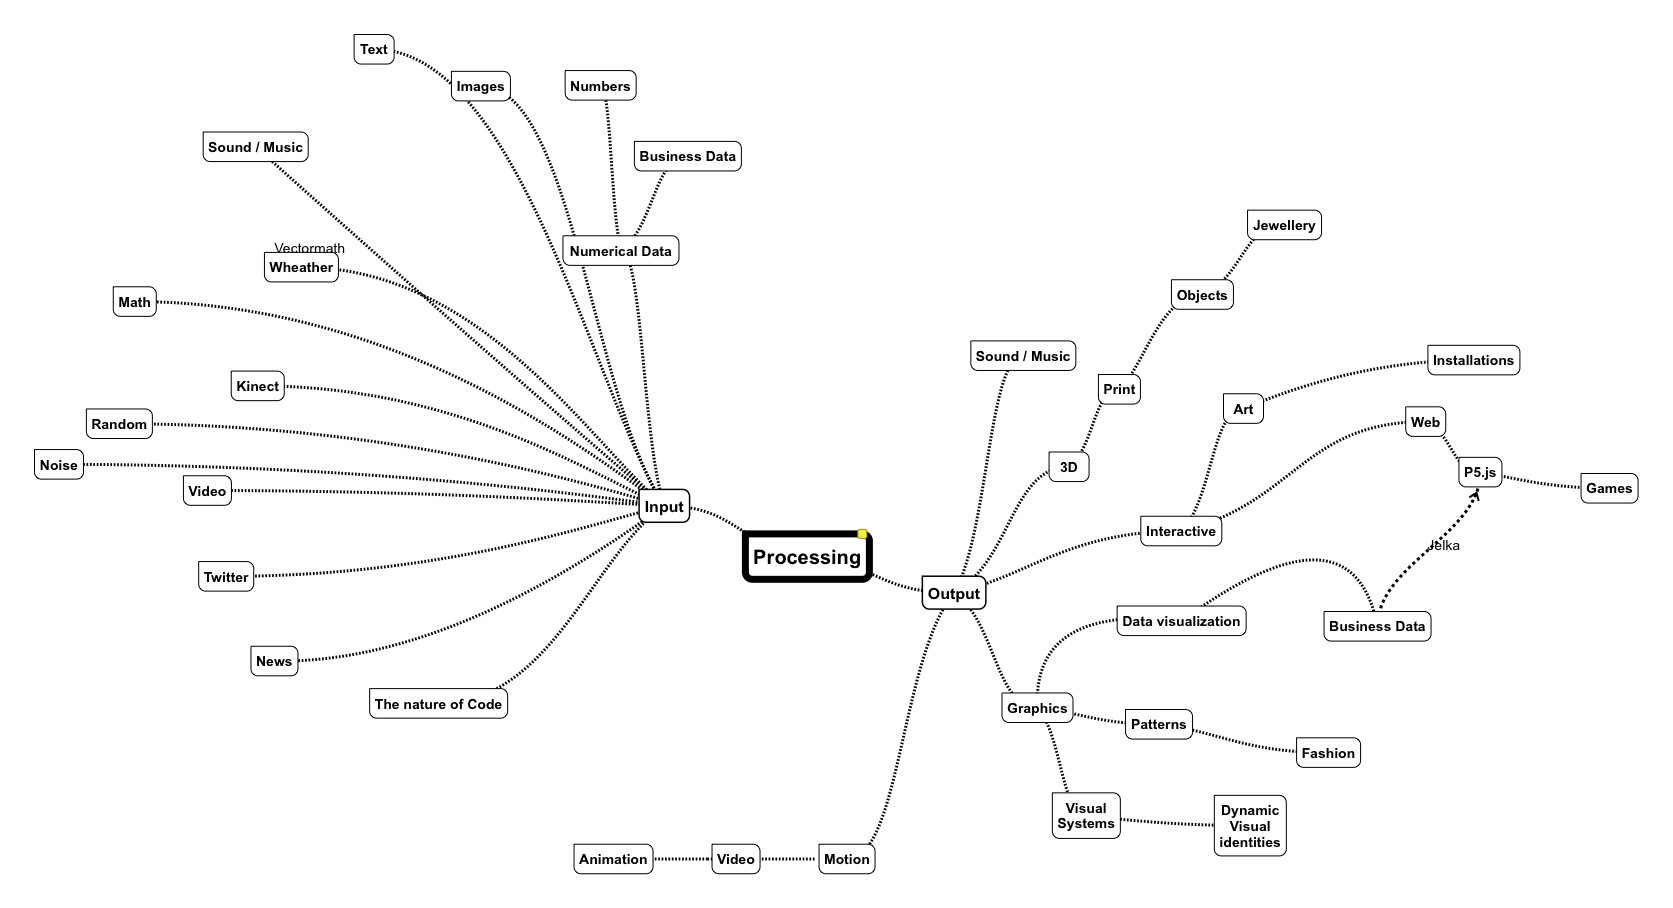 Text
Images
Numbers
Sound / Music
Business Data
Vectormath
Wheather
Numerical Data
Math
Kinect
Random
Noise
Video
Input
Twitter
News
The nature of Code
Processing
Jewellery
Objects
Sound / Music
Print
Installations
Art
Web
3D
P5.js
Games
Interactive
Jelka
Output
Data visualization
Business Data
Graphics
Patterns
Fashion
Visual
Systems
Dynamic
Visual
identities
Animation
Video
Motion